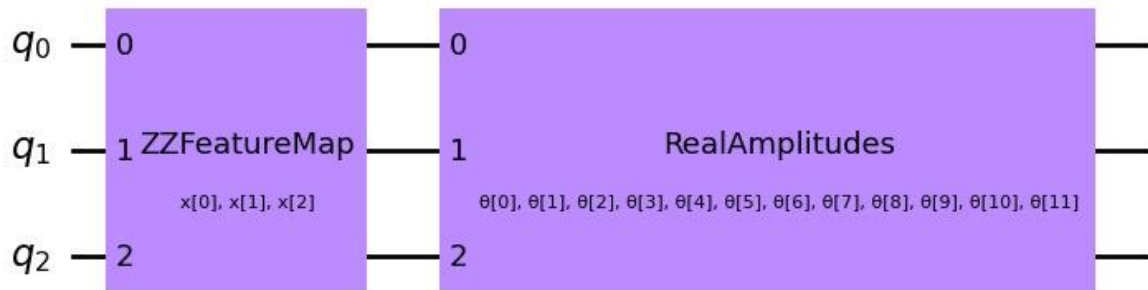 q0 0 0
q1 1 ZZFeatureMap 1 RealAmplitudes
x[0], x[1], x[2] θ[0], θ[1], θ[2], θ[3], θ[4], θ[5], θ[6], θ[7], θ[8], θ[9], θ[10], θ[11]
q2 2 2